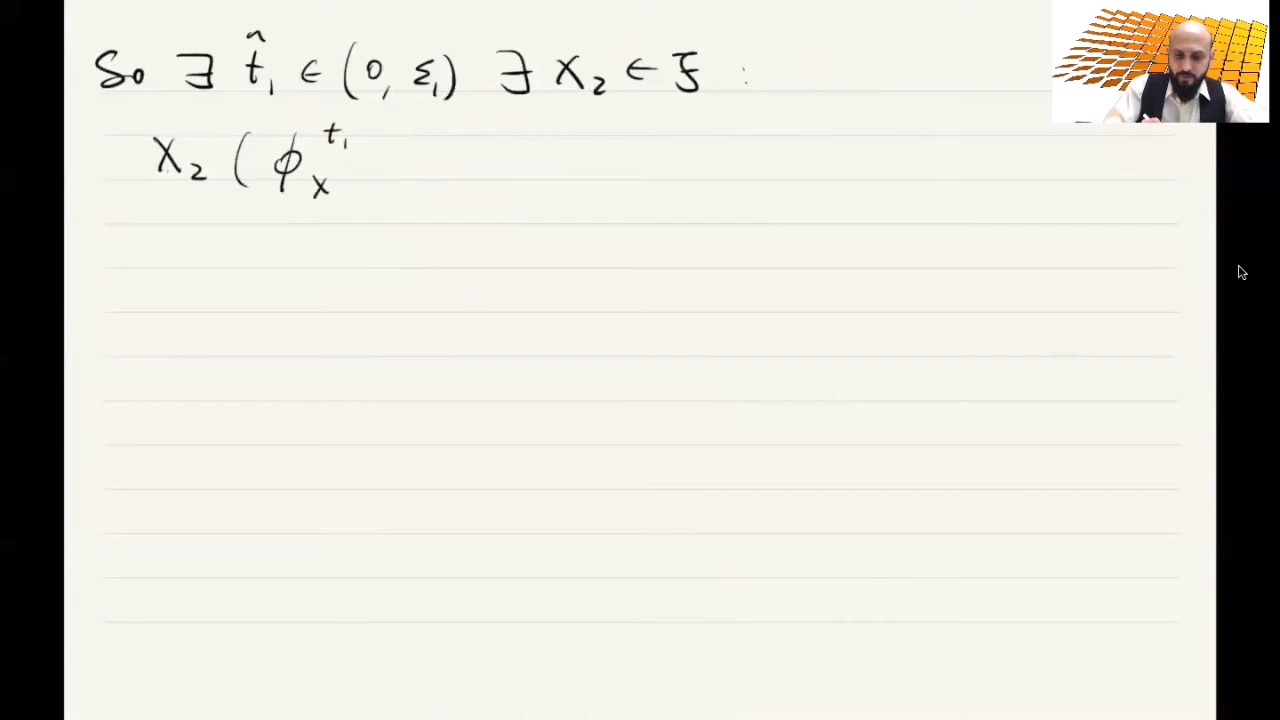 So ∃ t̂₁ ∈ (0, ε₁) ∃ X₂ ∈ ξ :
X₂ ( ϕ_X^{t₁}